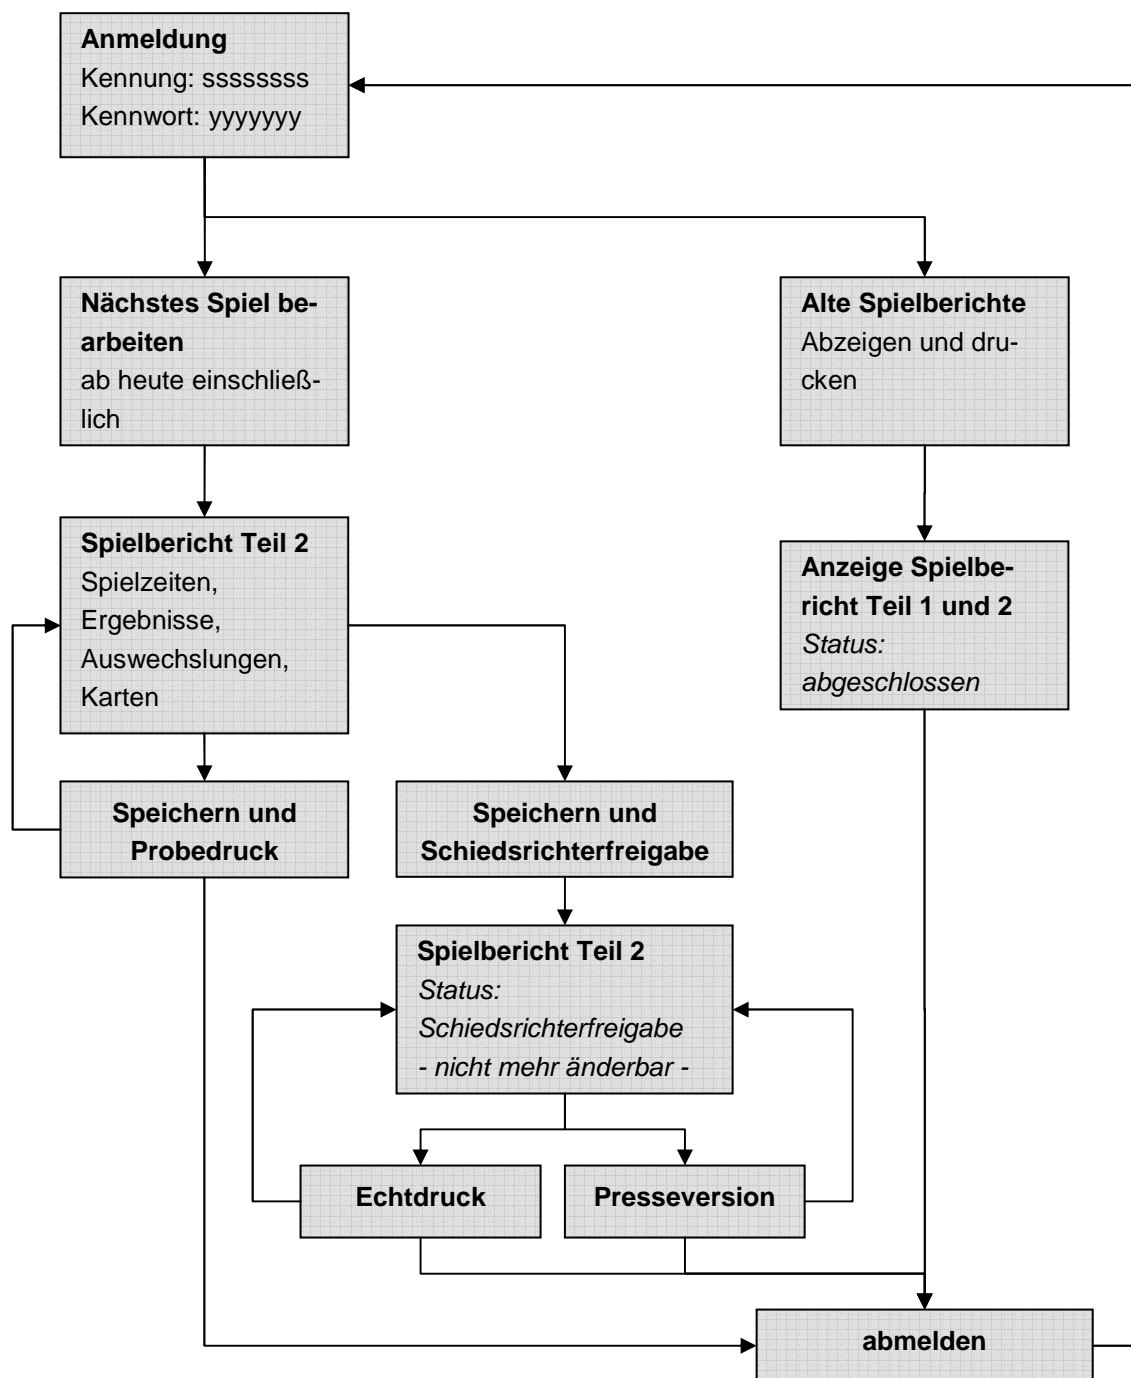 Anmeldung
Kennung: ssssssss
Kennwort: yyyyyyy
Nächstes Spiel be-
arbeiten
ab heute einschließ-
lich
Alte Spielberichte
Abzeigen und dru-
cken
Spielbericht Teil 2
Spielzeiten,
Ergebnisse,
Auswechslungen,
Karten
Anzeige Spielbe-
richt Teil 1 und 2
Status:
abgeschlossen
Speichern und
Probedruck
Speichern und
Schiedsrichterfreigabe
Spielbericht Teil 2
Status:
Schiedsrichterfreigabe
- nicht mehr änderbar -
Echtdruck
Presseversion
abmelden